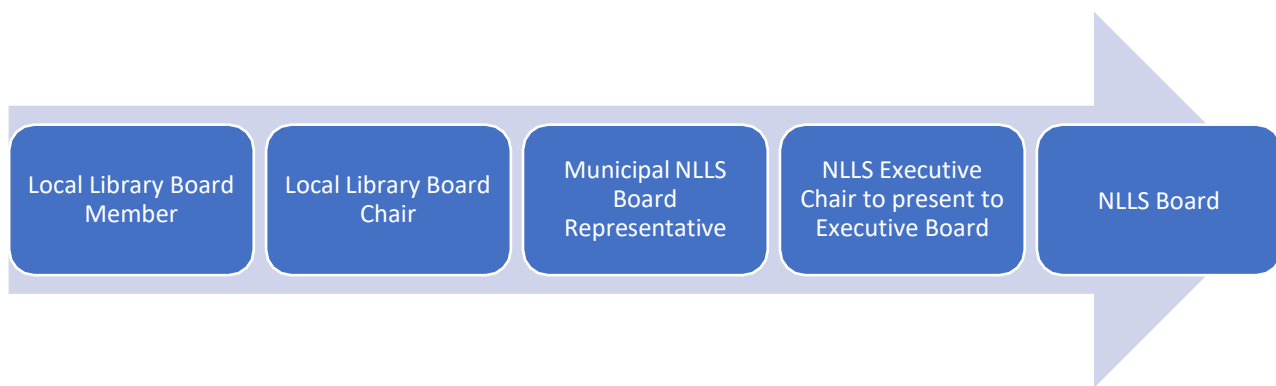 Local Library Board
Member
Local Library Board
Chair
Municipal NLLS
Board
Representative
NLLS Executive
Chair to present to
Executive Board
NLLS Board